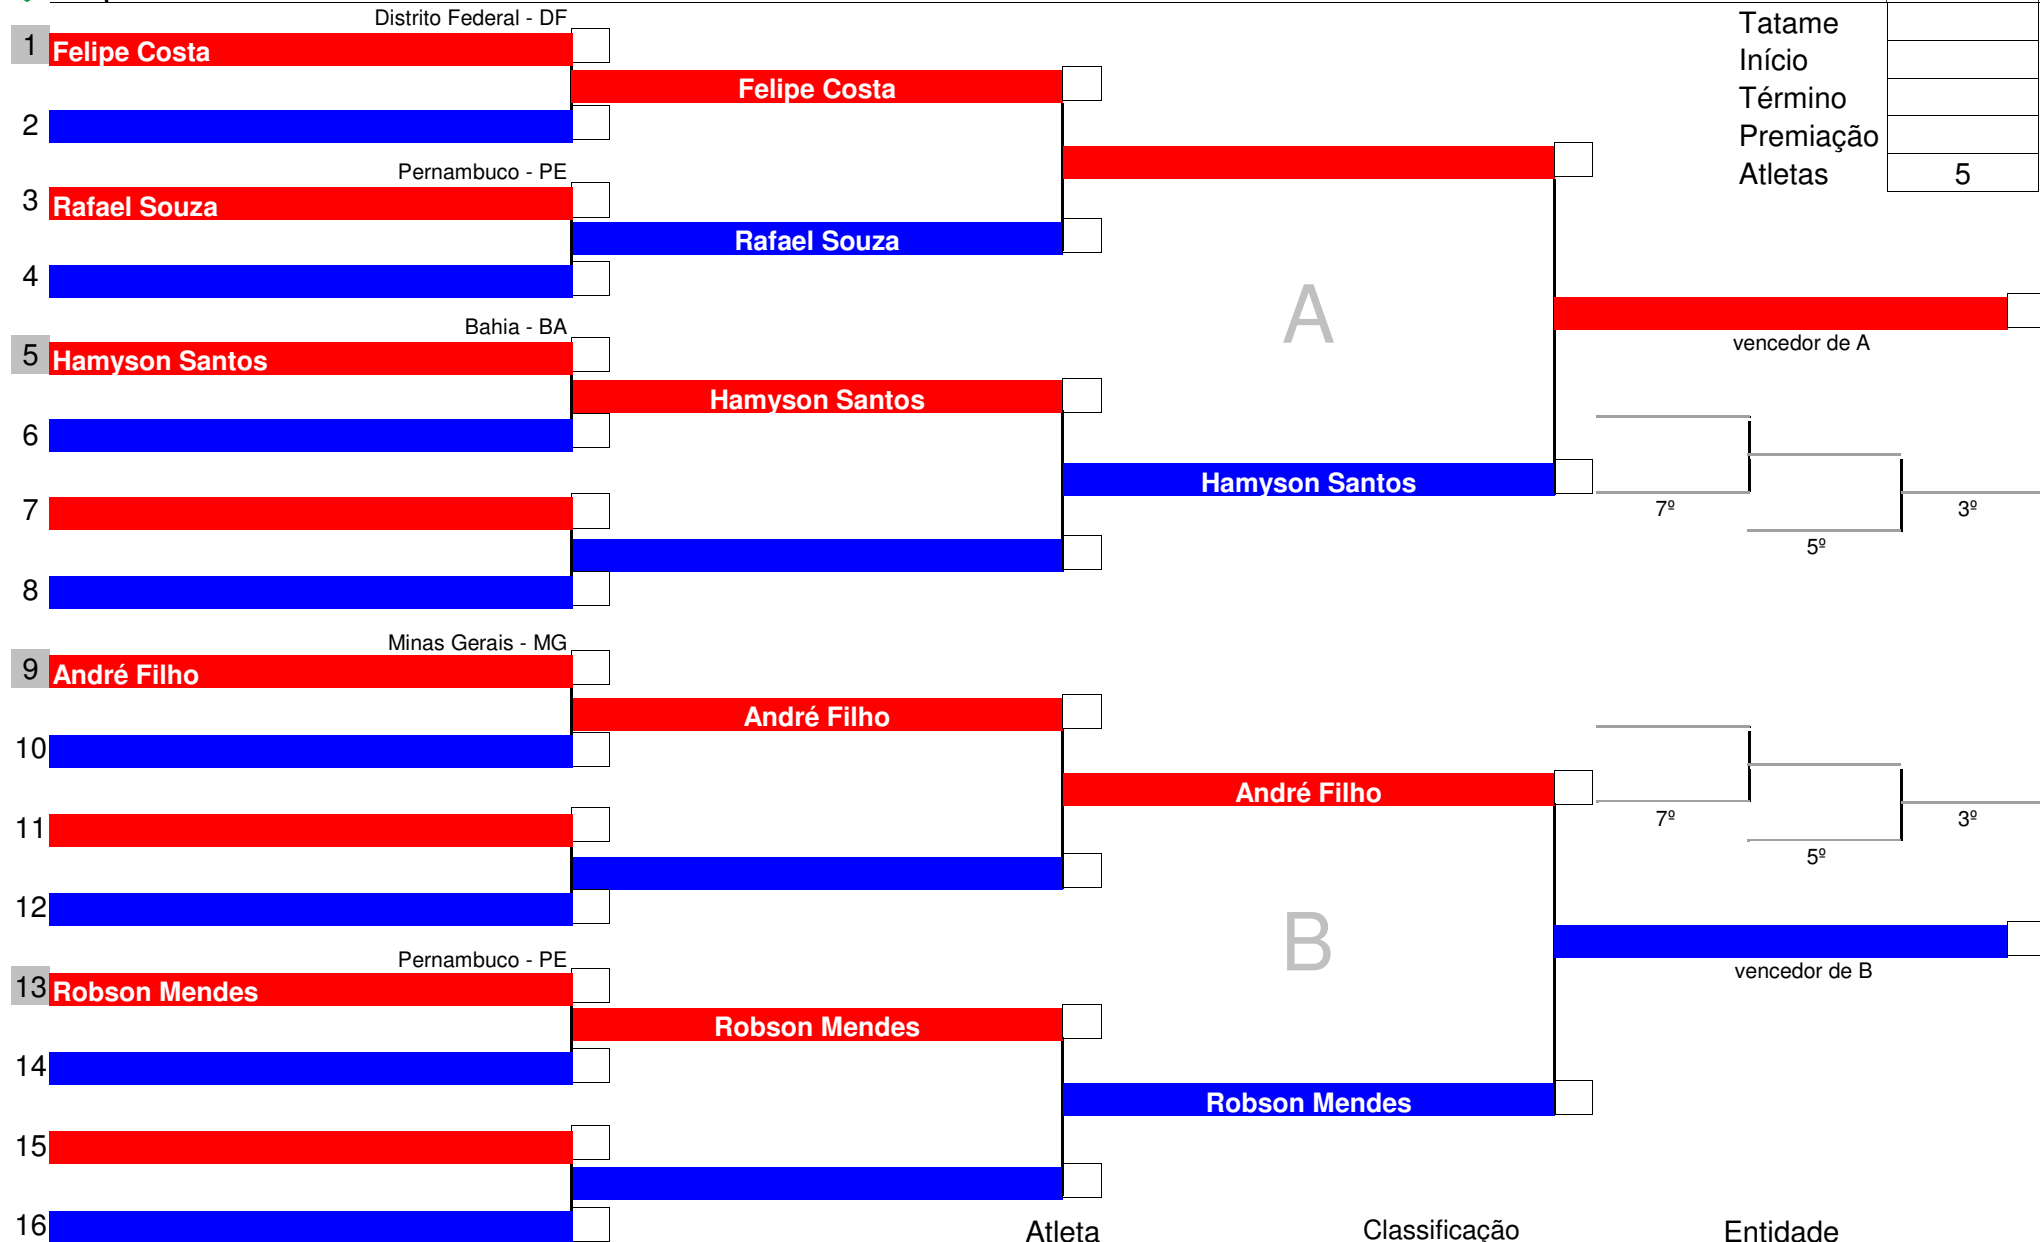 Distrito Federal - DF
Tatame
1 Felipe Costa
Início
Felipe Costa
Término
2
Premiação
Pernambuco - PE
Atletas 5
3 Rafael Souza
Rafael Souza
4
A
Bahia - BA
vencedor de A
5 Hamyson Santos
Hamyson Santos
6
Hamyson Santos
7
7º 3º
5º
8
Minas Gerais - MG
9 André Filho
André Filho
10
André Filho
11
7º 3º
5º
12
B
Pernambuco - PE
vencedor de B
13 Robson Mendes
Robson Mendes
14
Robson Mendes
15
16
Atleta Classificação Entidade